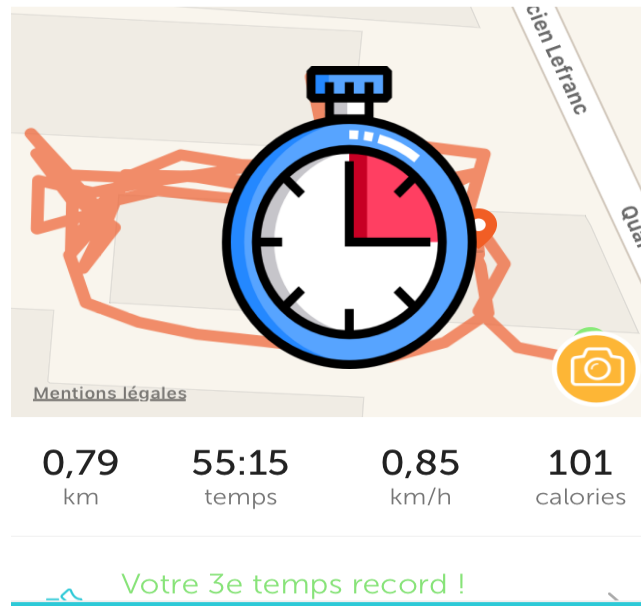 cien Lefranc
Mentions légales
0,79
55:15
0,85
101
km
temps
km/h
calories
Votre 3e temps record !